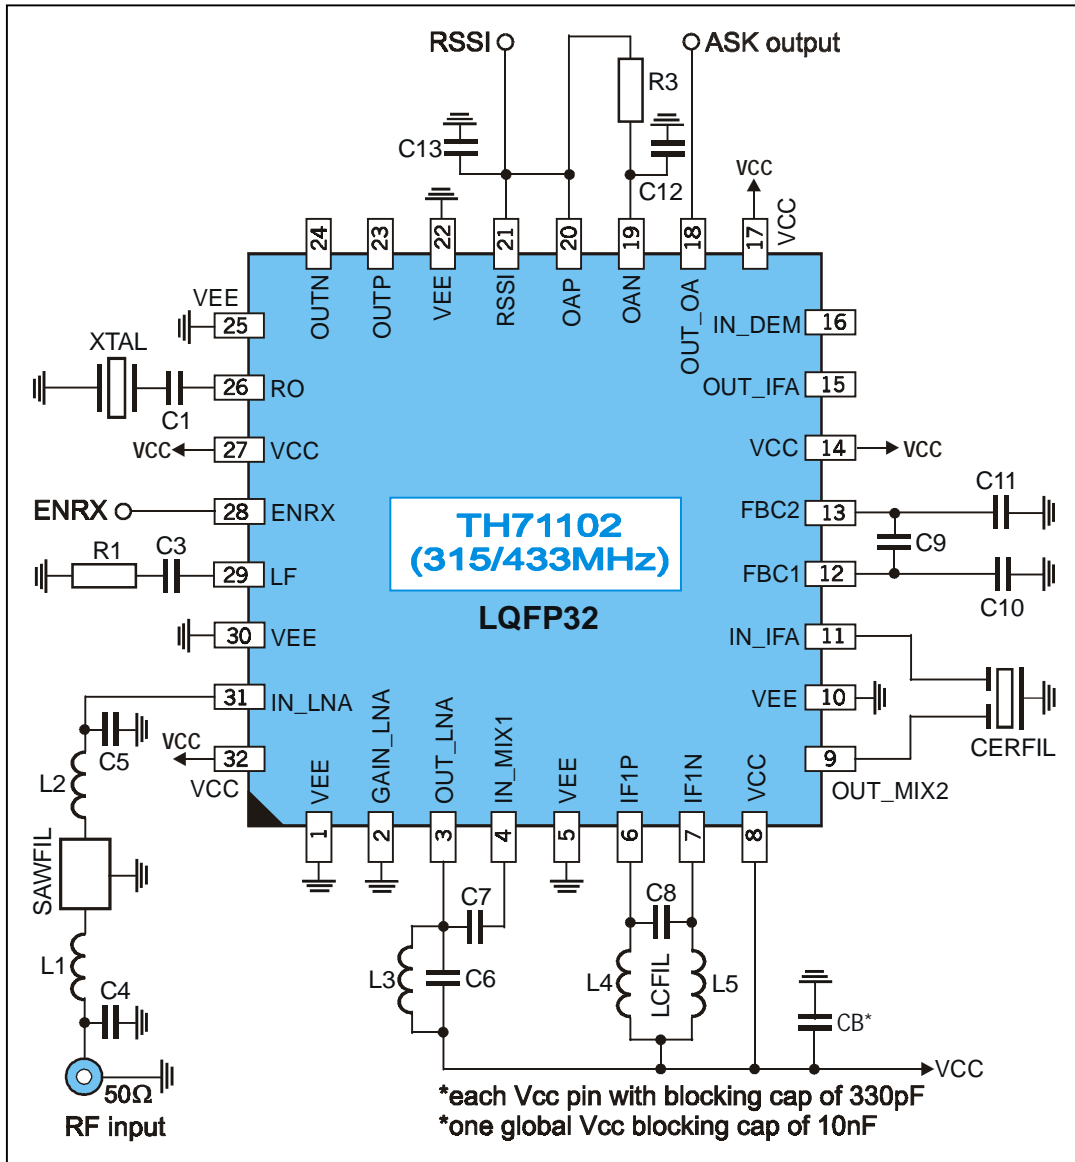 RSSI
ASK output
R3
C13
C12
VCC
VCC
24
23
22
21
20
19
18
17
OUTN
OUTP
VEE
RSSI
OAP
OAN
OUT_OA
VEE
25
IN_DEM
16
XTAL
C1
26
RO
OUT_IFA
15
VCC
27
VCC
VCC
14
VCC
ENRX
28
ENRX
TH71102
(315/433MHz)
LQFP32
FBC2
13
C11
C9
R1
C3
29
LF
FBC1
12
C10
30
VEE
IN_IFA
11
31
IN_LNA
VEE
10
CERFIL
C5
VCC
32
VCC
9
OUT_MIX2
L2
VEE
GAIN_LNA
OUT_LNA
IN_MIX1
VEE
IF1P
IF1N
VCC
1
2
3
4
5
6
7
8
SAWFIL
C7
C8
L1
L3
C6
L4
LCFIL
L5
C4
CB*
VCC
50Ω
RF input
*each Vcc pin with blocking cap of 330pF
*one global Vcc blocking cap of 10nF